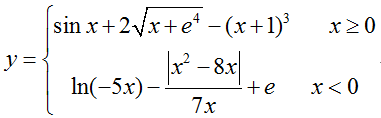 y = { sin x + 2√(x + e⁴) − (x + 1)³ x ≥ 0
ln(−5x) − |x² − 8x| / 7x + e x < 0